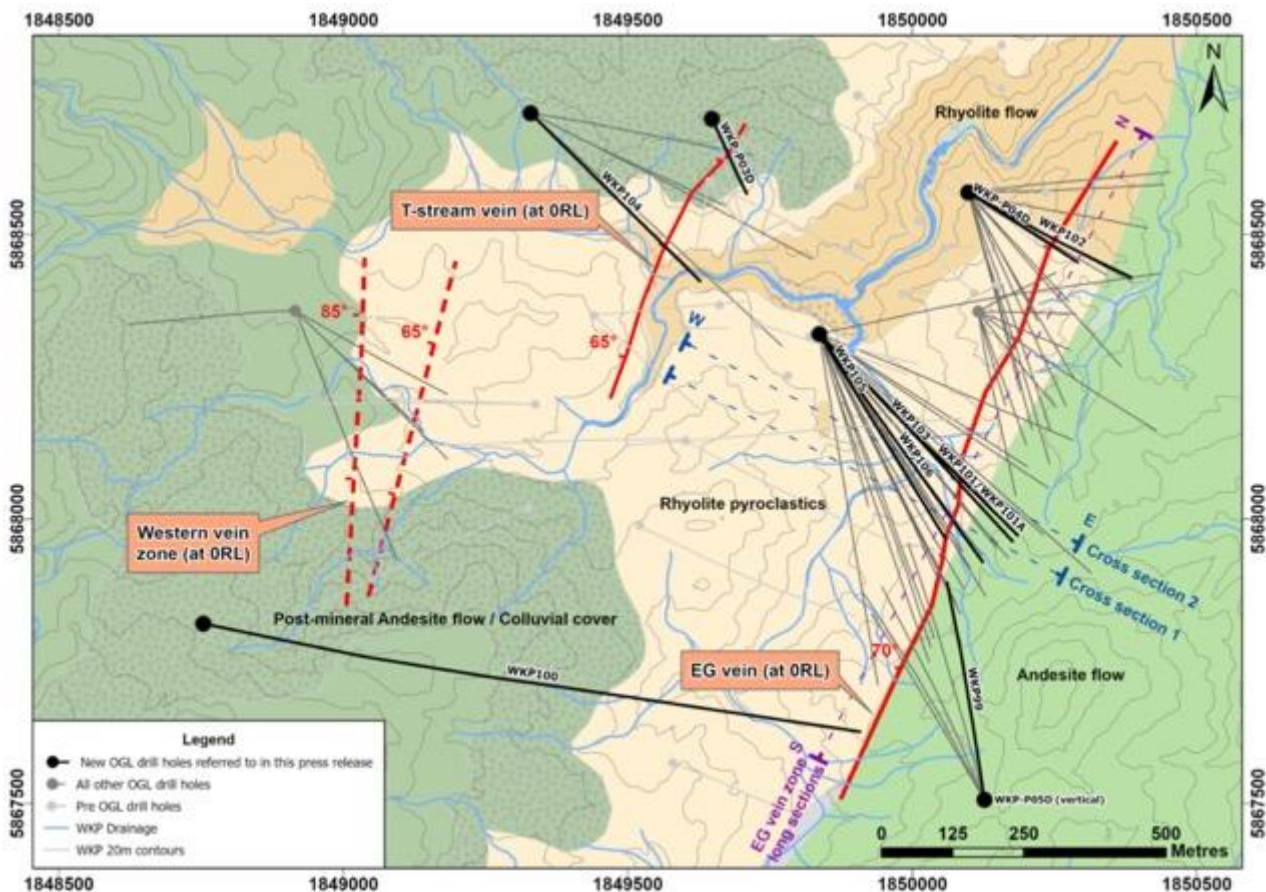 1848500 1849000 1849500 1850000 1850500
N
Rhyolite flow
N
WKP-P03D
WKP104
WKP-P04D
WKP102
T-stream vein (at 0RL)
5868500
5868500
85°
65°
65°
W
WKP105
WKP103
WKP101/WKP101A
WKP106
Rhyolite pyroclastics
5868000
5868000
Western vein
zone (at 0RL)
E
Cross section 2
Cross section 1
Post-mineral Andesite flow / Colluvial cover
WKP100
70°
EG vein (at 0RL)
Andesite flow
WKP99
S
EG vein zone
long sections
WKP-P05D (vertical)
5867500
5867500
Legend
New OGL drill holes referred to in this press release
All other OGL drill holes
Pre OGL drill holes
WKP Drainage
WKP 20m contours
0 125 250 500
Metres
1848500 1849000 1849500 1850000 1850500